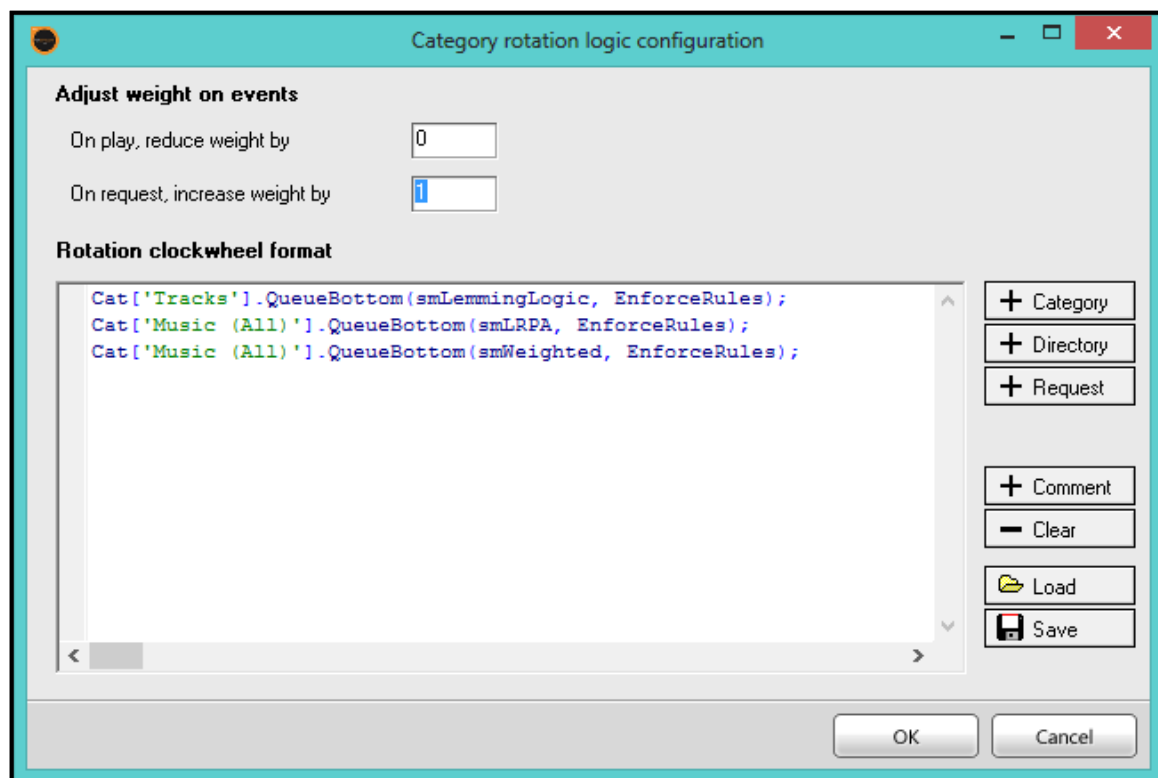 Category rotation logic configuration
Adjust weight on events
On play, reduce weight by
0
On request, increase weight by
1
Rotation clockwheel format
Cat['Tracks'].QueueBottom(smLemmingLogic, EnforceRules);
Cat['Music (All)'].QueueBottom(smLRPA, EnforceRules);
Cat['Music (All)'].QueueBottom(smWeighted, EnforceRules);
+ Category
+ Directory
+ Request
+ Comment
− Clear
Load
Save
OK
Cancel